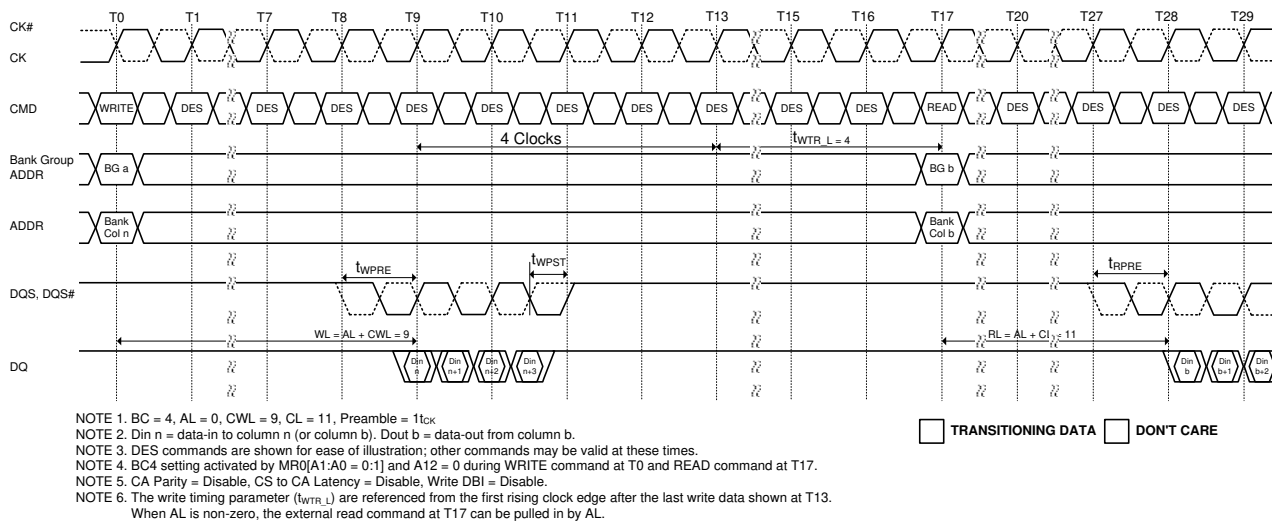 T0 T1 T7 T8 T9 T10 T11 T12 T13 T14 T15 T16 T17 T20 T27 T28 T29
CK#
CK
CMD WRITE DES DES DES DES DES DES DES DES DES DES READ DES DES DES DES
4 Clocks tWTR_L = 4
Bank Group
ADDR
BG a BG b
ADDR
Bank
Col n
Bank
Col b
tWPRE tWPST tRPRE
DQS, DQS#
WL = AL + CWL = 9 RL = AL + CL = 11
DQ
Din
n
Din
n+1
Din
n+2
Din
n+3
Din
b
Din
b+1
Din
b+2
NOTE 1. BC = 4, AL = 0, CWL = 9, CL = 11, Preamble = 1tCK
NOTE 2. Din n = data-in to column n (or column b). Dout b = data-out from column b.
NOTE 3. DES commands are shown for ease of illustration; other commands may be valid at these times.
NOTE 4. BC4 setting activated by MR0[A1:A0 = 0:1] and A12 = 0 during WRITE command at T0 and READ command at T17.
NOTE 5. CA Parity = Disable, CS to CA Latency = Disable, Write DBI = Disable.
NOTE 6. The write timing parameter (tWTR_L) are referenced from the first rising clock edge after the last write data shown at T13.
When AL is non-zero, the external read command at T17 can be pulled in by AL.
TRANSITIONING DATA DON'T CARE